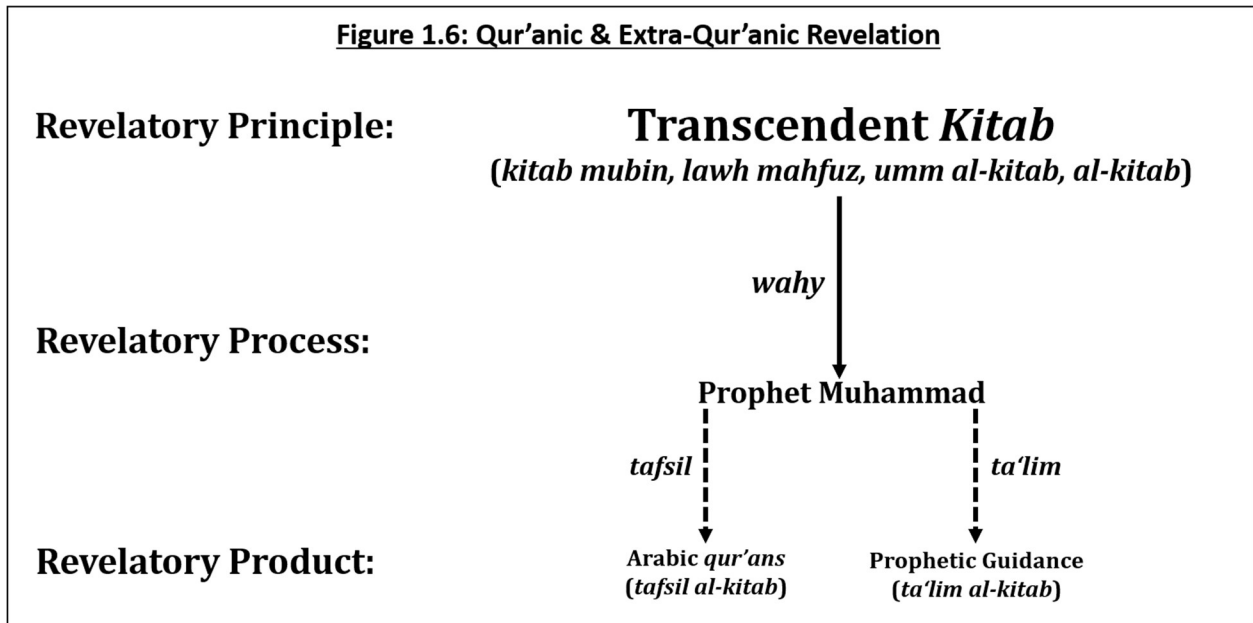 Figure 1.6: Qur’anic & Extra-Qur’anic Revelation
Revelatory Principle:
Transcendent Kitab
(kitab mubin, lawh mahfuz, umm al-kitab, al-kitab)
wahy
Revelatory Process:
Prophet Muhammad
tafsil
ta‘lim
Revelatory Product:
Arabic qur’ans
(tafsil al-kitab)
Prophetic Guidance
(ta‘lim al-kitab)